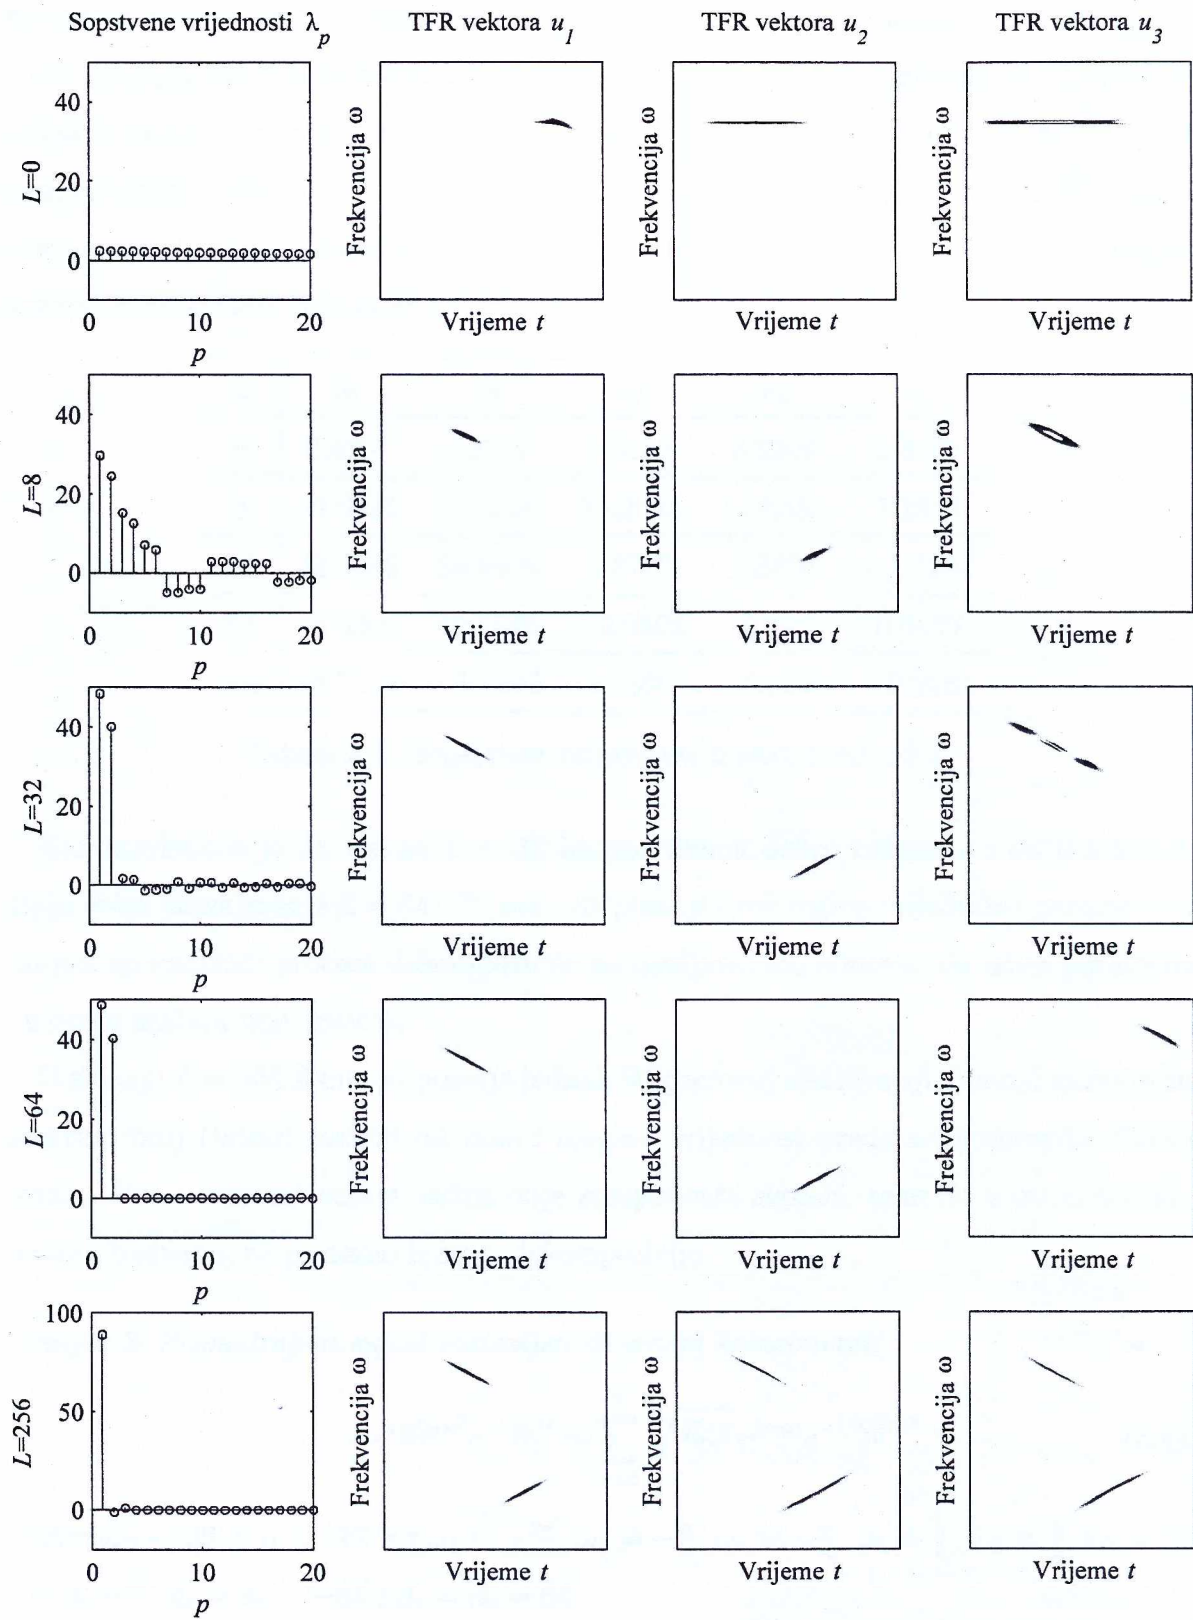 Sopstvene vrijednosti λp
TFR vektora u1
TFR vektora u2
TFR vektora u3
L=0
40
20
0
0 10 20
p
Frekvencija ω
Vrijeme t
Frekvencija ω
Vrijeme t
Frekvencija ω
Vrijeme t
L=8
40
20
0
0 10 20
p
Frekvencija ω
Vrijeme t
Frekvencija ω
Vrijeme t
Frekvencija ω
Vrijeme t
L=32
40
20
0
0 10 20
p
Frekvencija ω
Vrijeme t
Frekvencija ω
Vrijeme t
Frekvencija ω
Vrijeme t
L=64
40
20
0
0 10 20
p
Frekvencija ω
Vrijeme t
Frekvencija ω
Vrijeme t
Frekvencija ω
Vrijeme t
L=256
100
50
0
0 10 20
p
Frekvencija ω
Vrijeme t
Frekvencija ω
Vrijeme t
Frekvencija ω
Vrijeme t